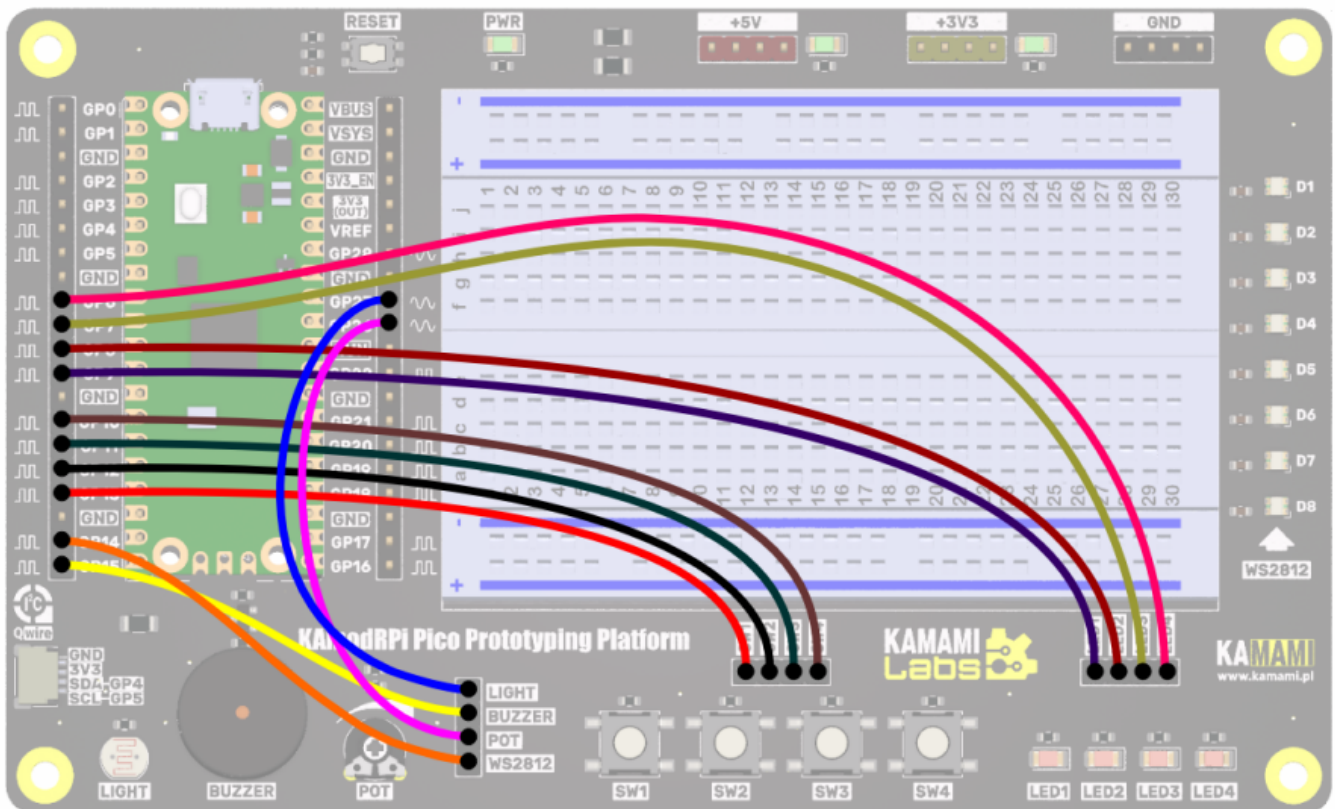 RESET
PWR
+5V
+3V3
GND
GP0
VBUS
GP1
VSYS
GND
GND
GP2
3V3_EN
GP3
3V3
(OUT)
GP4
VREF
GP5
GP28
GND
GND
GND
GP21
GP20
GND
GND
GP14
GP17
GP15
GP16
-
+
1 2 3 4 5 6 7 8 9 10 11 12 13 14 15 16 17 18 19 20 21 22 23 24 25 26 27 28 29 30
j
h
f
d
c
b
a
-
+
D1
D2
D3
D4
D5
D6
D7
D8
WS2812
I²C
Qwire
GND
3V3
SDA-GP4
SCL-GP5
KAmodRPi Pico Prototyping Platform
KAMAMI
Labs
KAMAMI
www.kamami.pl
LIGHT
BUZZER
POT
WS2812
LIGHT
BUZZER
POT
SW1
SW2
SW3
SW4
LED1
LED2
LED3
LED4